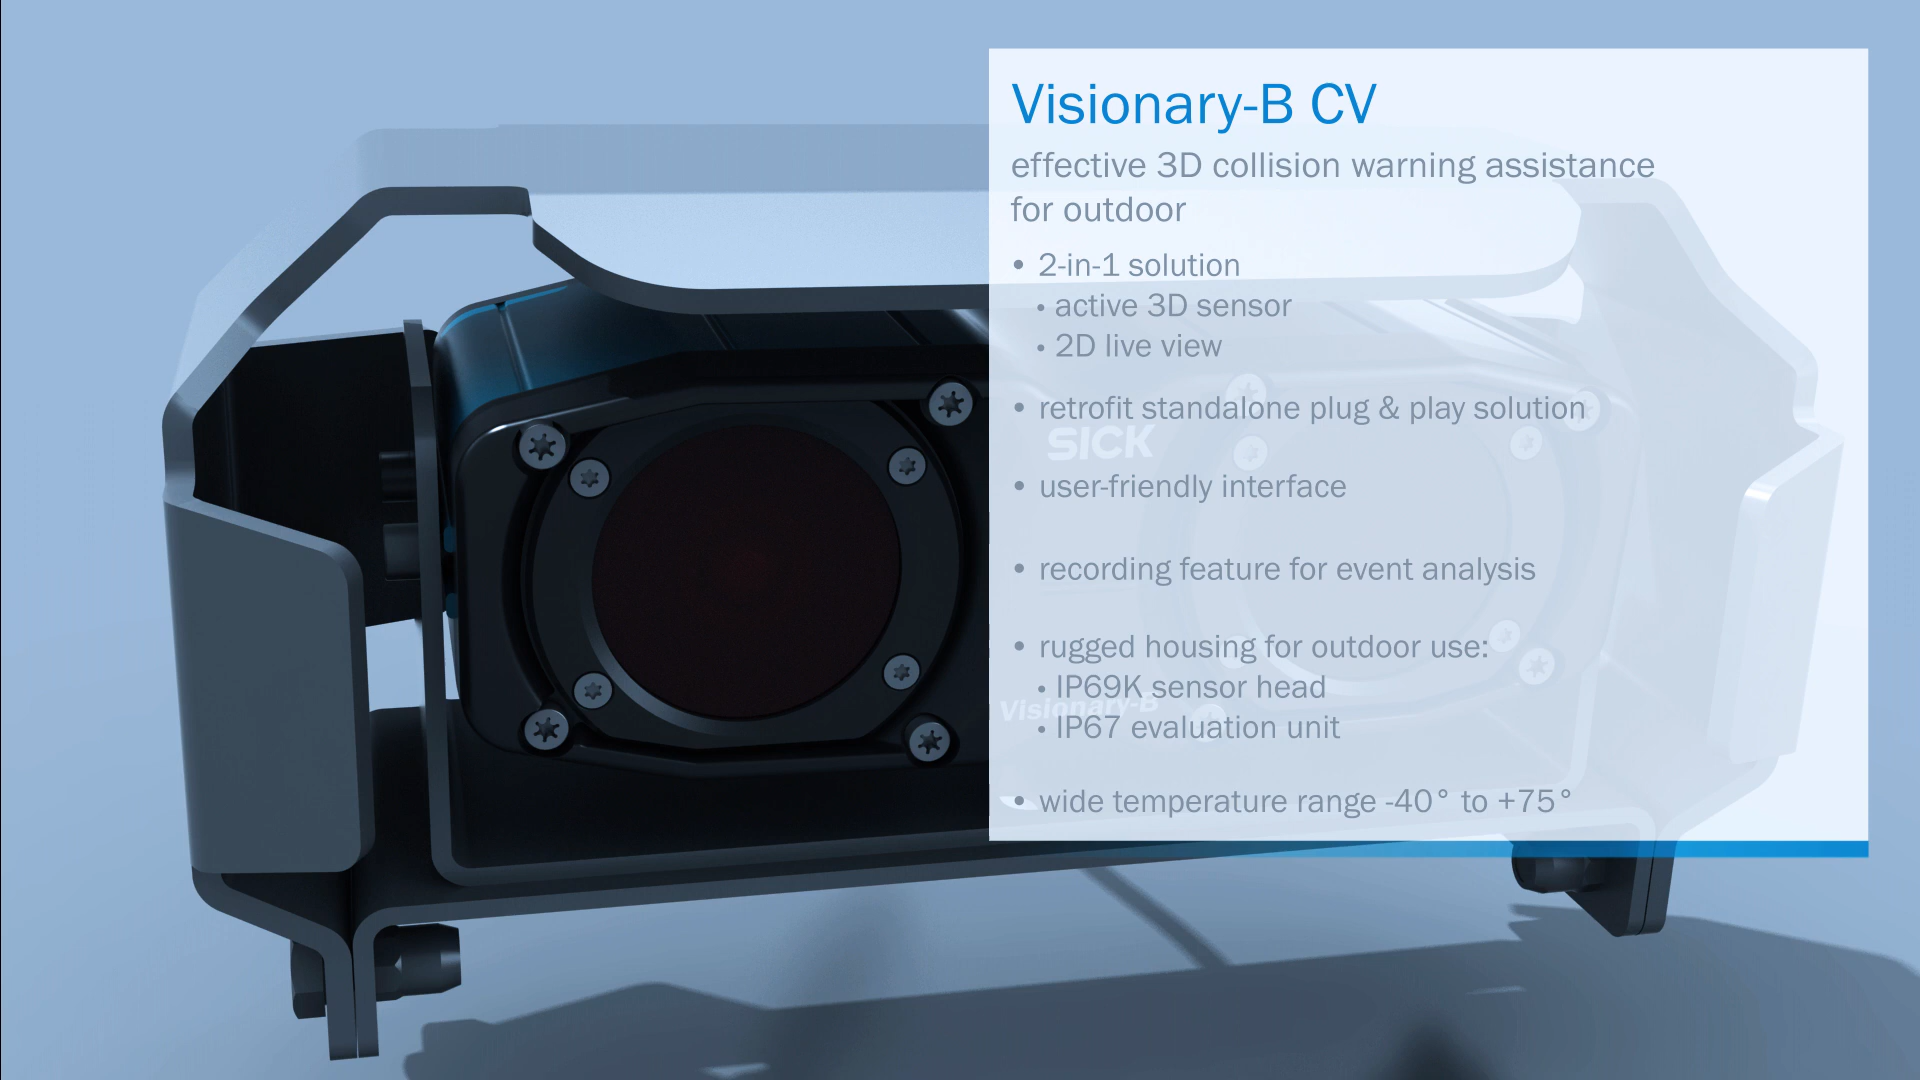 Visionary-B CV
effective 3D collision warning assistance
for outdoor
• 2-in-1 solution
• active 3D sensor
• 2D live view
• retrofit standalone plug & play solution
SICK
• user-friendly interface
• recording feature for event analysis
• rugged housing for outdoor use:
• IP69K sensor head
Visionary-B
• IP67 evaluation unit
• wide temperature range -40° to +75°